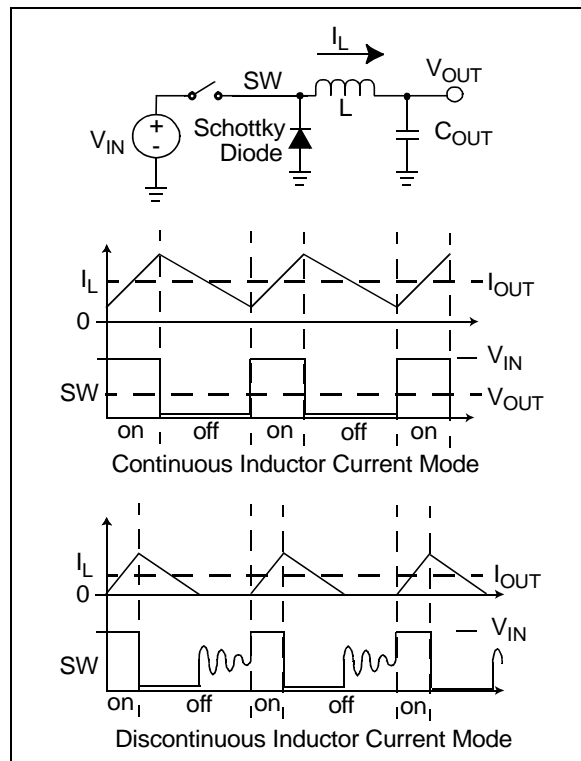 I_L
V_OUT
SW
L
+
-
V_IN
Schottky
Diode
C_OUT
I_L
I_OUT
0
V_IN
SW
V_OUT
on off on off on
Continuous Inductor Current Mode
I_L
I_OUT
0
V_IN
SW
on off on off on
Discontinuous Inductor Current Mode